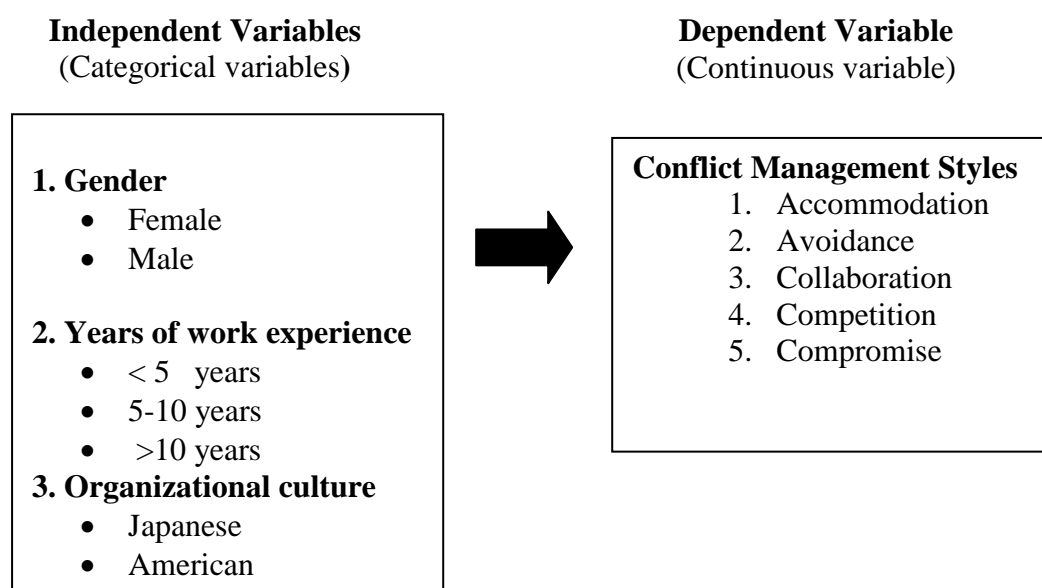 Independent Variables
(Categorical variables)
1. Gender
• Female
• Male
2. Years of work experience
• < 5 years
• 5-10 years
• >10 years
3. Organizational culture
• Japanese
• American
Dependent Variable
(Continuous variable)
Conflict Management Styles
1. Accommodation
2. Avoidance
3. Collaboration
4. Competition
5. Compromise